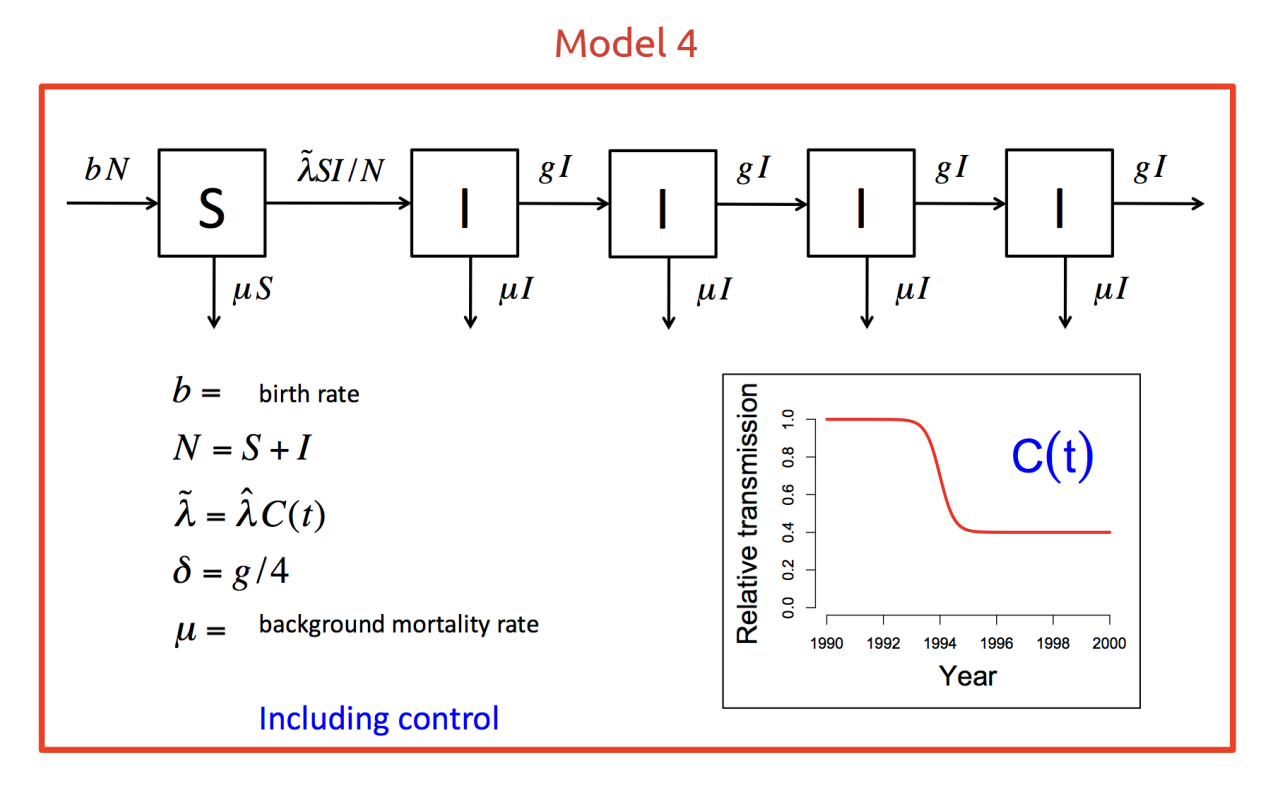 Model 4
bN
λ̃SI/N
gI
gI
gI
gI
S
I
I
I
I
μS
μI
μI
μI
μI
b = birth rate
N = S + I
λ̃ = λ̂C(t)
δ = g/4
μ = background mortality rate
Including control
Relative transmission
1.0
0.8
0.6
0.4
0.2
0.0
C(t)
1990 1992 1994 1996 1998 2000
Year